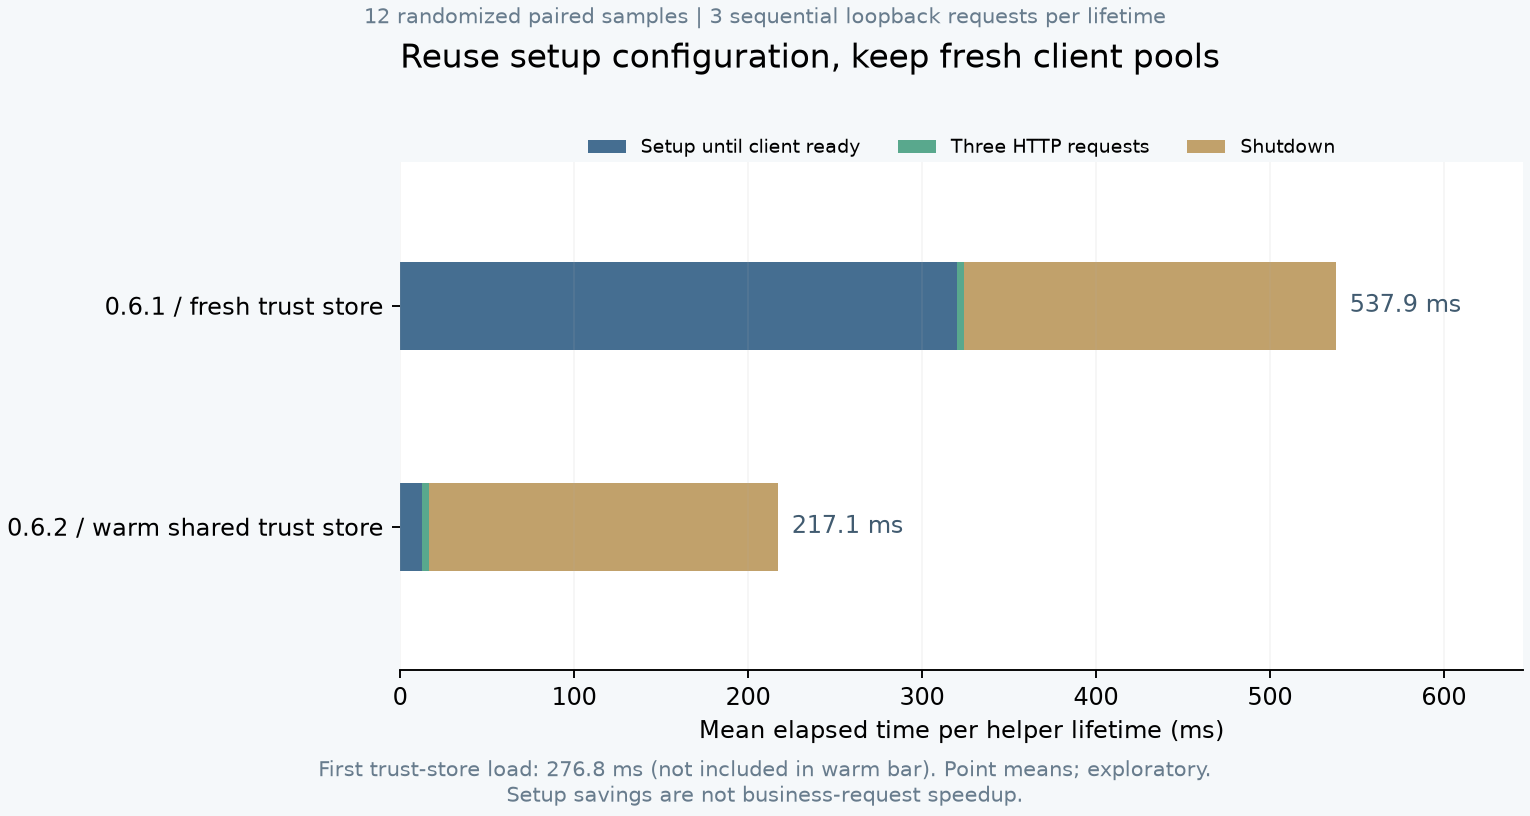 12 randomized paired samples | 3 sequential loopback requests per lifetime
Reuse setup configuration, keep fresh client pools
Setup until client ready
Three HTTP requests
Shutdown
0.6.1 / fresh trust store
537.9 ms
0.6.2 / warm shared trust store
217.1 ms
0 100 200 300 400 500 600
Mean elapsed time per helper lifetime (ms)
First trust-store load: 276.8 ms (not included in warm bar). Point means; exploratory.
Setup savings are not business-request speedup.